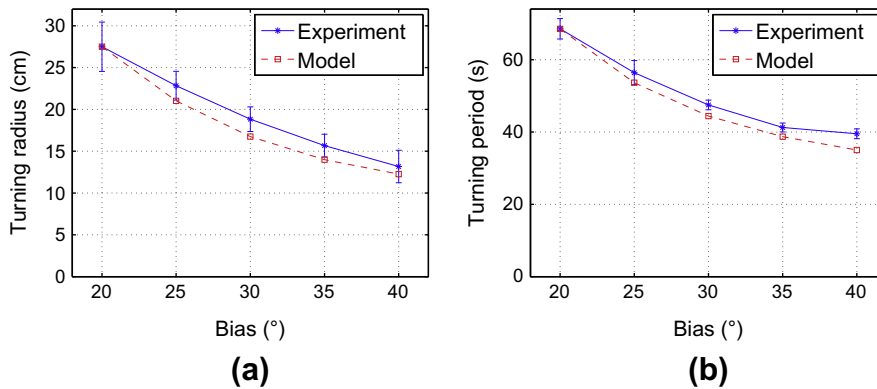 30
25
20
15
10
5
0
Turning radius (cm)
Experiment
Model
20 25 30 35 40
Bias (°)
(a)
60
40
20
0
Turning period (s)
Experiment
Model
20 25 30 35 40
Bias (°)
(b)